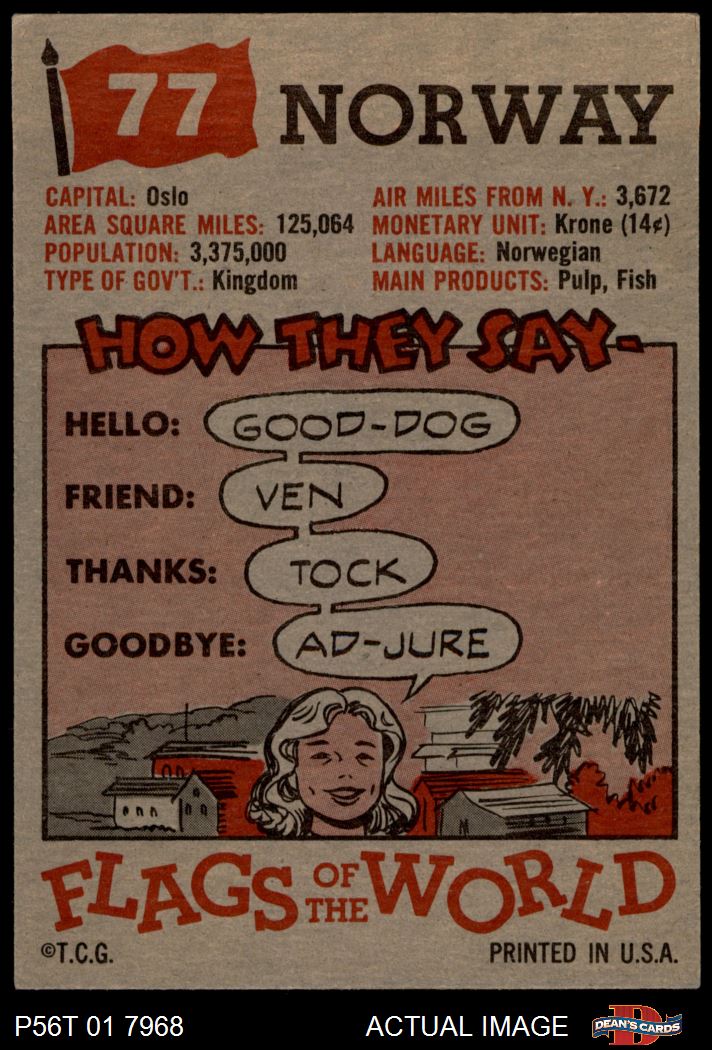 77 NORWAY
CAPITAL: Oslo
AREA SQUARE MILES: 125,064
POPULATION: 3,375,000
TYPE OF GOV'T.: Kingdom
AIR MILES FROM N. Y.: 3,672
MONETARY UNIT: Krone (14¢)
LANGUAGE: Norwegian
MAIN PRODUCTS: Pulp, Fish
HOW THEY SAY-
HELLO: GOOD-DOG
FRIEND: VEN
THANKS: TOCK
GOODBYE: AD-JURE
FLAGS OF THE WORLD
©T.C.G. PRINTED IN U.S.A.
P56T 01 7968 ACTUAL IMAGE D DEAN'S CARDS